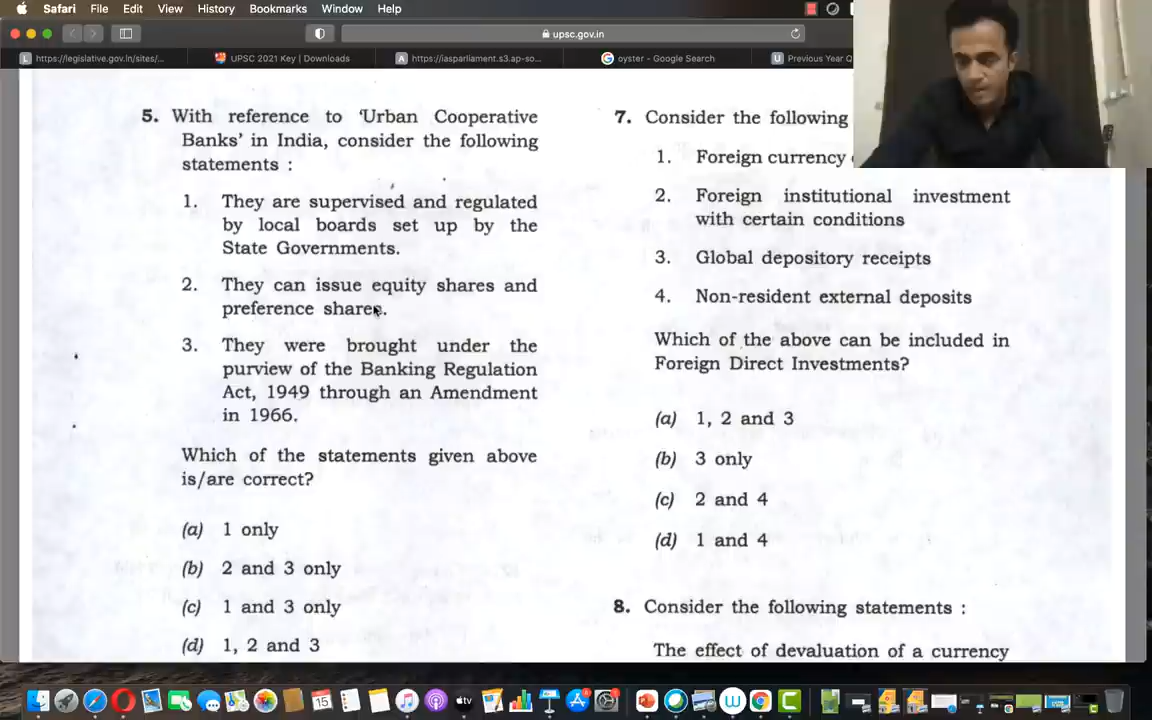 Safari File Edit View History Bookmarks Window Help
upsc.gov.in
https://legislative.gov.in/sites/...
UPSC 2021 Key | Downloads
https://iasparliament.s3.ap-so...
oyster - Google Search
Previous Year Q
5. With reference to ‘Urban Cooperative
Banks’ in India, consider the following
statements :
1. They are supervised and regulated
by local boards set up by the
State Governments.
2. They can issue equity shares and
preference shares.
3. They were brought under the
purview of the Banking Regulation
Act, 1949 through an Amendment
in 1966.
Which of the statements given above
is/are correct?
(a) 1 only
(b) 2 and 3 only
(c) 1 and 3 only
(d) 1, 2 and 3
7. Consider the following
1. Foreign currency
2. Foreign institutional investment
with certain conditions
3. Global depository receipts
4. Non-resident external deposits
Which of the above can be included in
Foreign Direct Investments?
(a) 1, 2 and 3
(b) 3 only
(c) 2 and 4
(d) 1 and 4
8. Consider the following statements :
The effect of devaluation of a currency
15
tv